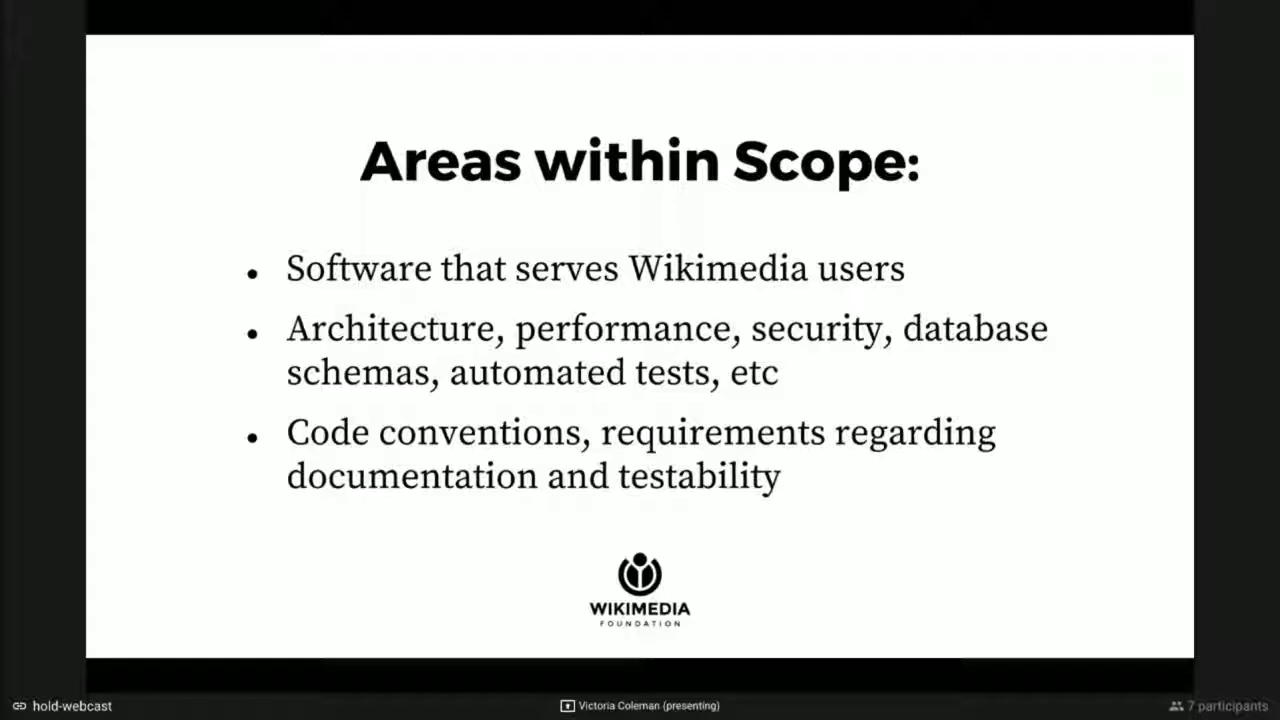 Areas within Scope:
• Software that serves Wikimedia users
• Architecture, performance, security, database
schemas, automated tests, etc
• Code conventions, requirements regarding
documentation and testability
WIKIMEDIA
FOUNDATION
hold-webcast
Victoria Coleman (presenting)
7 participants